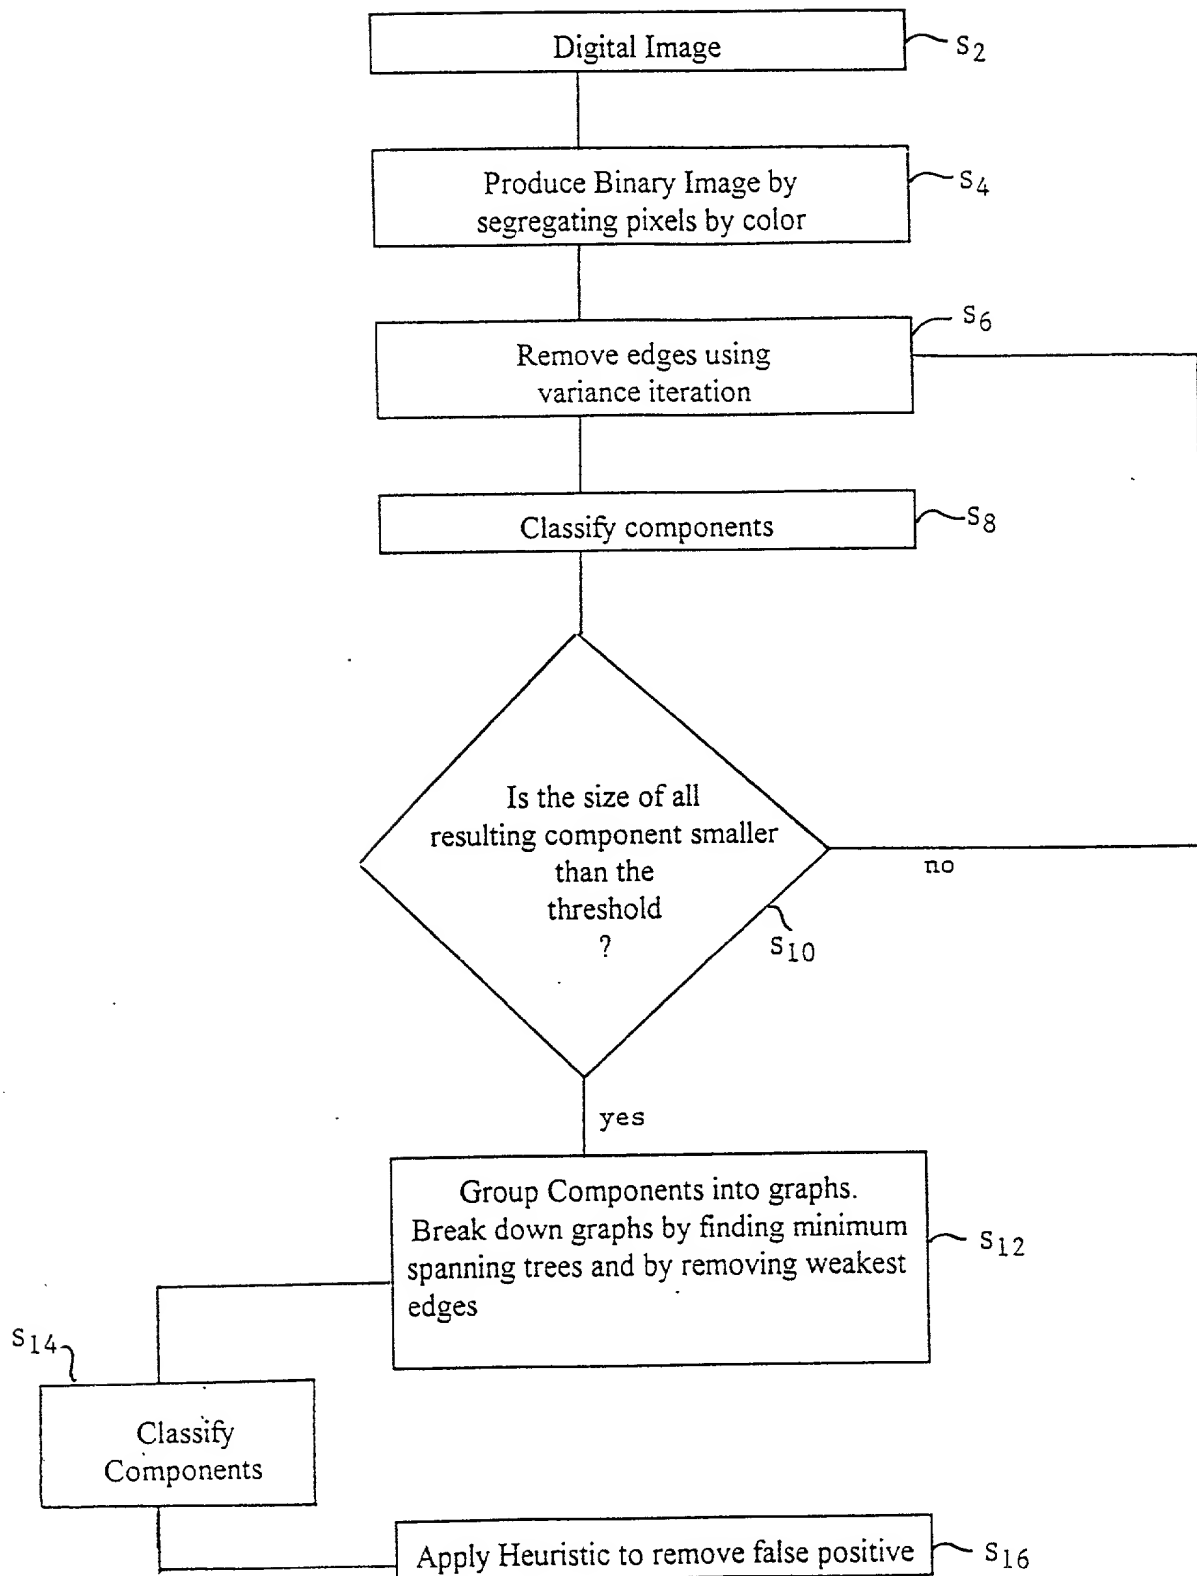 Digital Image
S2
Produce Binary Image by
segregating pixels by color
S4
Remove edges using
variance iteration
S6
Classify components
S8
Is the size of all
resulting component smaller
than the
threshold
?
no
S10
yes
Group Components into graphs.
Break down graphs by finding minimum
spanning trees and by removing weakest
edges
S12
S14
Classify
Components
Apply Heuristic to remove false positive
S16